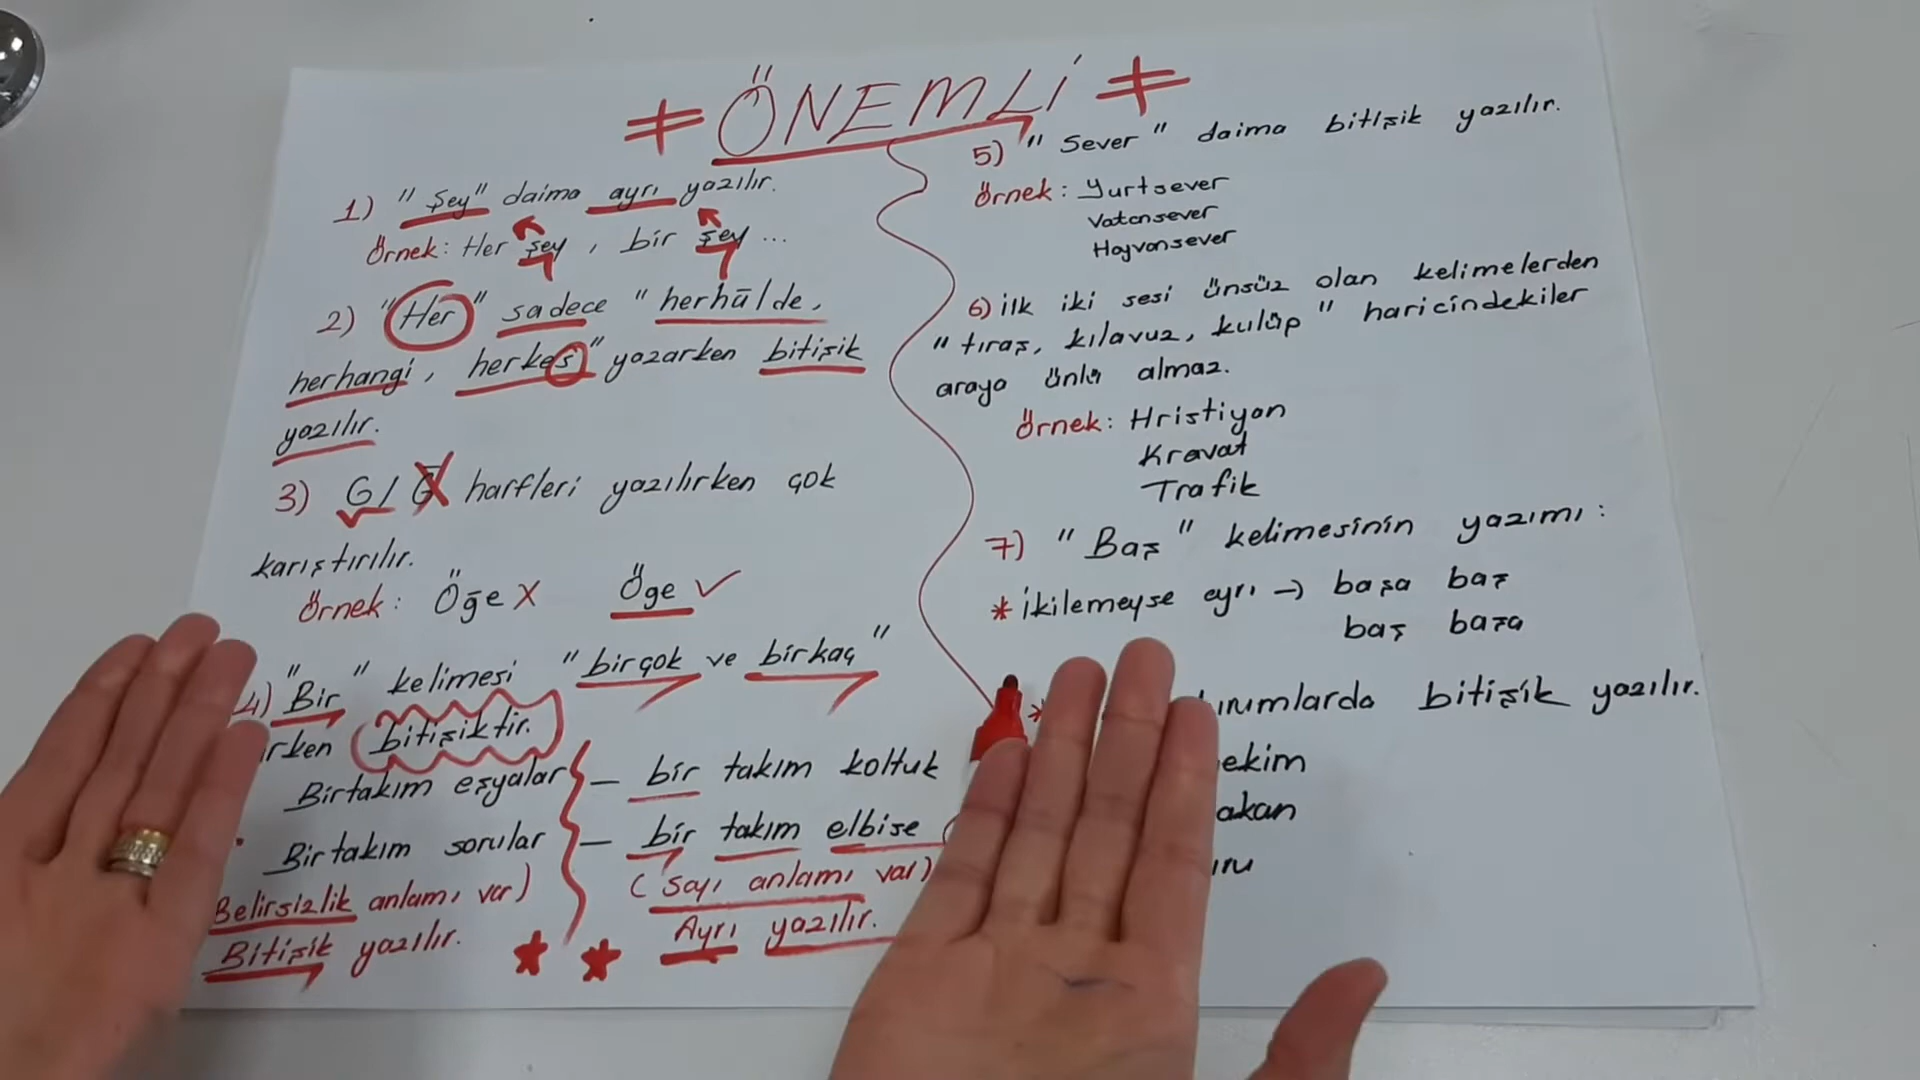 ÖNEMLİ
1) "Şey" daima ayrı yazılır.
Örnek: Her şey, bir şey ...
2) "Her" sadece "herhâlde,
herhangi, herkes" yazarken bitişik
yazılır.
3) G/Ğ harfleri yazılırken çok
karıştırılır.
Örnek: Öğe X Öge ✓
4) "Bir" kelimesi "birçok ve birkaç"
bitişiktir.
Birtakım eşyalar
Birtakım sorular
Belirsizlik anlamı var)
Bitişik yazılır.
- bir takım koltuk
- bir takım elbise
(Sayı anlamı var)
Ayrı yazılır.
5) "Sever" daima bitişik yazılır.
Örnek: Yurtsever
Vatansever
Hayvansever
6) İlk iki sesi ünsüz olan kelimelerden
"tıraş, kılavuz, kulüp" haricindekiler
araya ünlü almaz.
Örnek: Hristiyan
Kravat
Trafik
7) "Baş" kelimesinin yazımı:
* İkilemeyse ayrı → başa baş
baş başa
* bitişik yazılır.